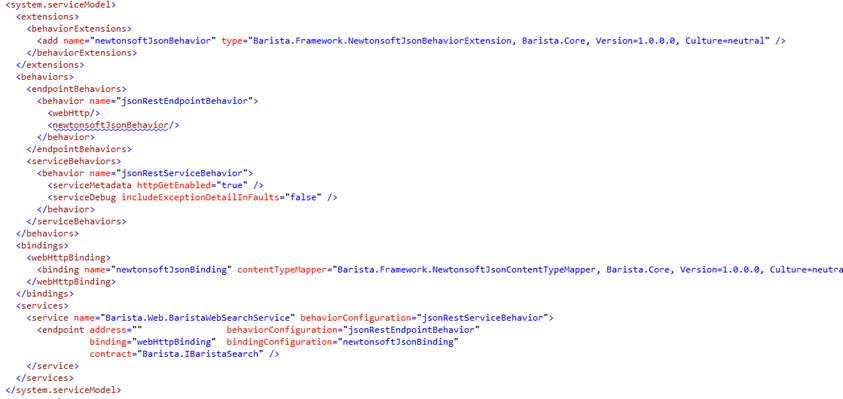 <system.serviceModel>
<extensions>
<behaviorExtensions>
<add name="newtonsoftJsonBehavior" type="Barista.Framework.NewtonsoftJsonBehaviorExtension, Barista.Core, Version=1.0.0.0, Culture=neutral" />
</behaviorExtensions>
</extensions>
<behaviors>
<endpointBehaviors>
<behavior name="jsonRestEndpointBehavior">
<webHttp/>
<newtonsoftJsonBehavior/>
</behavior>
</endpointBehaviors>
<serviceBehaviors>
<behavior name="jsonRestServiceBehavior">
<serviceMetadata httpGetEnabled="true" />
<serviceDebug includeExceptionDetailInFaults="false" />
</behavior>
</serviceBehaviors>
</behaviors>
<bindings>
<webHttpBinding>
<binding name="newtonsoftJsonBinding" contentTypeMapper="Barista.Framework.NewtonsoftJsonContentTypeMapper, Barista.Core, Version=1.0.0.0, Culture=neutra
</webHttpBinding>
</bindings>
<services>
<service name="Barista.Web.BaristaWebSearchService" behaviorConfiguration="jsonRestServiceBehavior">
<endpoint address="" behaviorConfiguration="jsonRestEndpointBehavior"
binding="webHttpBinding" bindingConfiguration="newtonsoftJsonBinding"
contract="Barista.IBaristaSearch" />
</service>
</services>
</system.serviceModel>